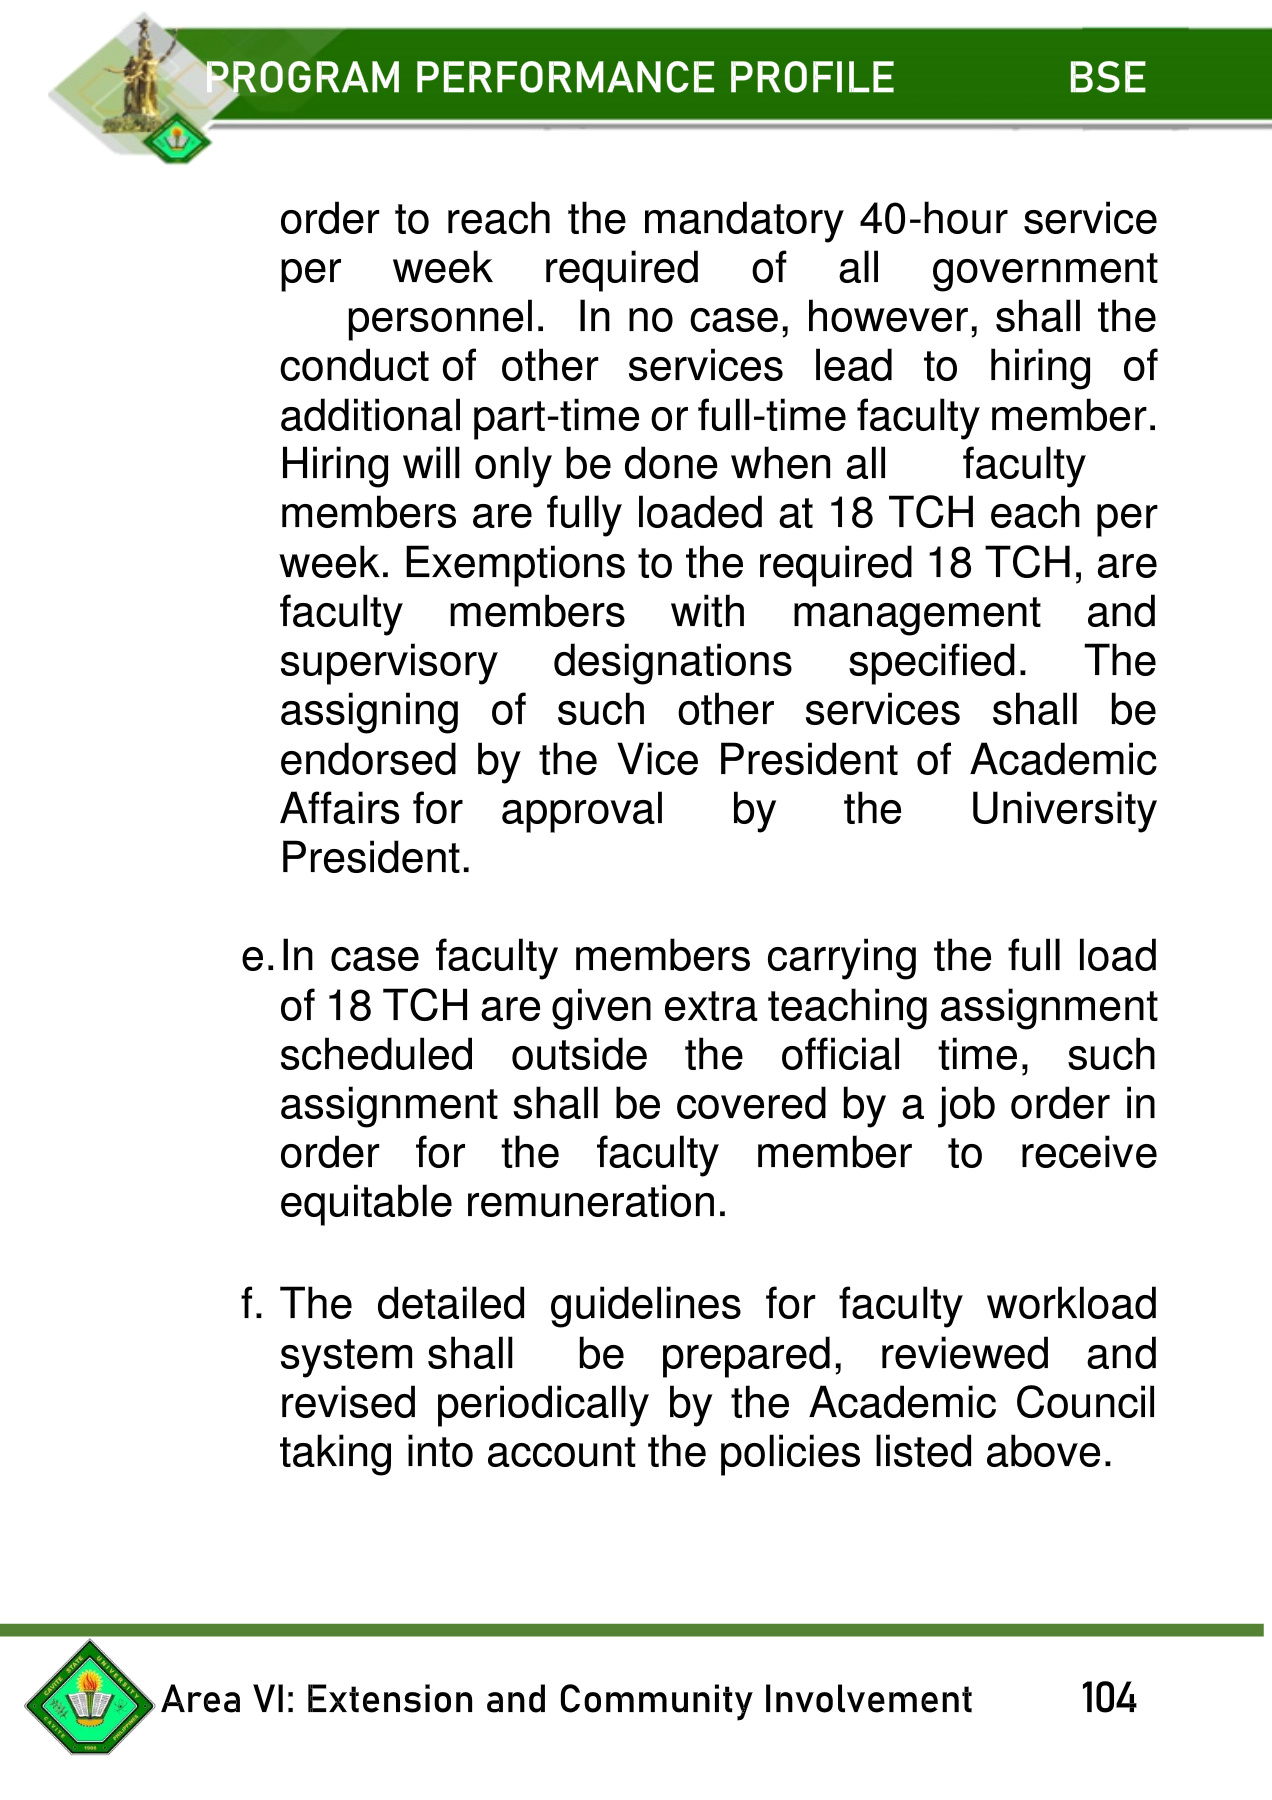 PROGRAM PERFORMANCE PROFILE BSE
order to reach the mandatory 40-hour service
per week required of all government
personnel. In no case, however, shall the
conduct of other services lead to hiring of
additional part-time or full-time faculty member.
Hiring will only be done when all faculty
members are fully loaded at 18 TCH each per
week. Exemptions to the required 18 TCH, are
faculty members with management and
supervisory designations specified. The
assigning of such other services shall be
endorsed by the Vice President of Academic
Affairs for approval by the University
President.
e. In case faculty members carrying the full load
of 18 TCH are given extra teaching assignment
scheduled outside the official time, such
assignment shall be covered by a job order in
order for the faculty member to receive
equitable remuneration.
f. The detailed guidelines for faculty workload
system shall be prepared, reviewed and
revised periodically by the Academic Council
taking into account the policies listed above.
CAVITE STATE UNIVERSITY
CAVITE PHILIPPINES
1906
Area VI: Extension and Community Involvement 104